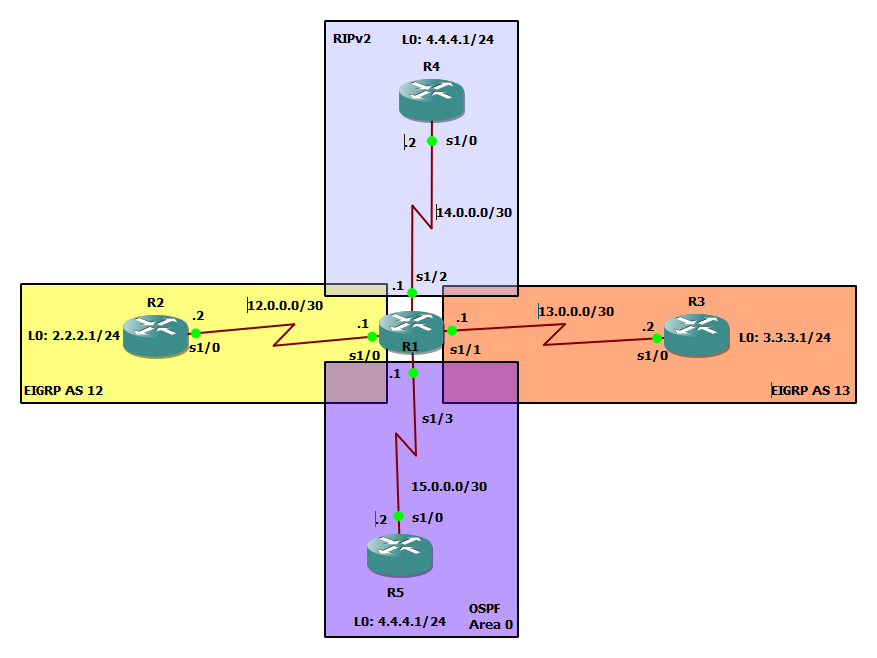 RIPv2
L0: 4.4.4.1/24
R4
.2
s1/0
14.0.0.0/30
.1
s1/2
R2
.2
12.0.0.0/30
L0: 2.2.2.1/24
s1/0
.1
s1/0
EIGRP AS 12
R1
.1
13.0.0.0/30
R3
.2
s1/1
s1/0
L0: 3.3.3.1/24
EIGRP AS 13
.1
s1/3
15.0.0.0/30
.2
s1/0
R5
L0: 4.4.4.1/24
OSPF
Area 0